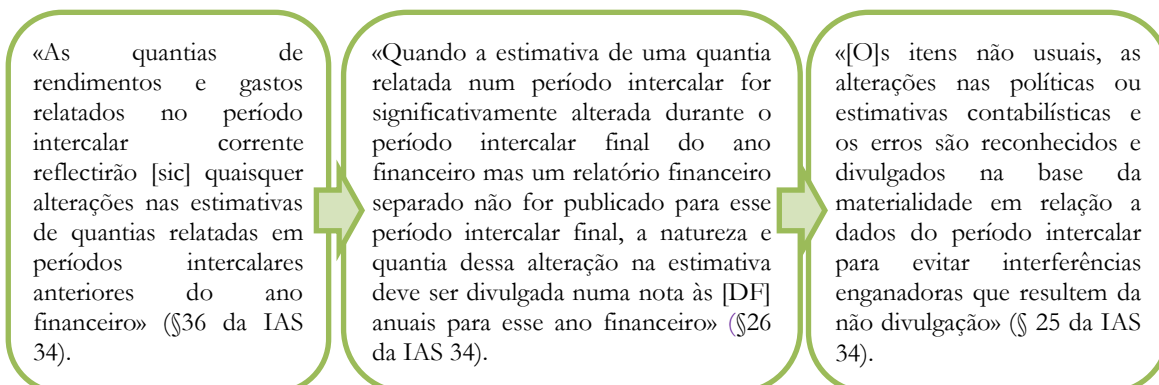 «As quantias de
rendimentos e gastos
relatados no período
intercalar corrente
reflectirão [sic] quaisquer
alterações nas estimativas
de quantias relatadas em
períodos intercalares
anteriores do ano
financeiro» (§36 da IAS
34).
«Quando a estimativa de uma quantia
relatada num período intercalar for
significativamente alterada durante o
período intercalar final do ano
financeiro mas um relatório financeiro
separado não for publicado para esse
período intercalar final, a natureza e
quantia dessa alteração na estimativa
deve ser divulgada numa nota às [DF]
anuais para esse ano financeiro» (§26
da IAS 34).
«[O]s itens não usuais, as
alterações nas políticas ou
estimativas contabilísticas e
os erros são reconhecidos e
divulgados na base da
materialidade em relação a
dados do período intercalar
para evitar interferências
enganadoras que resultem da
não divulgação» (§ 25 da IAS
34).